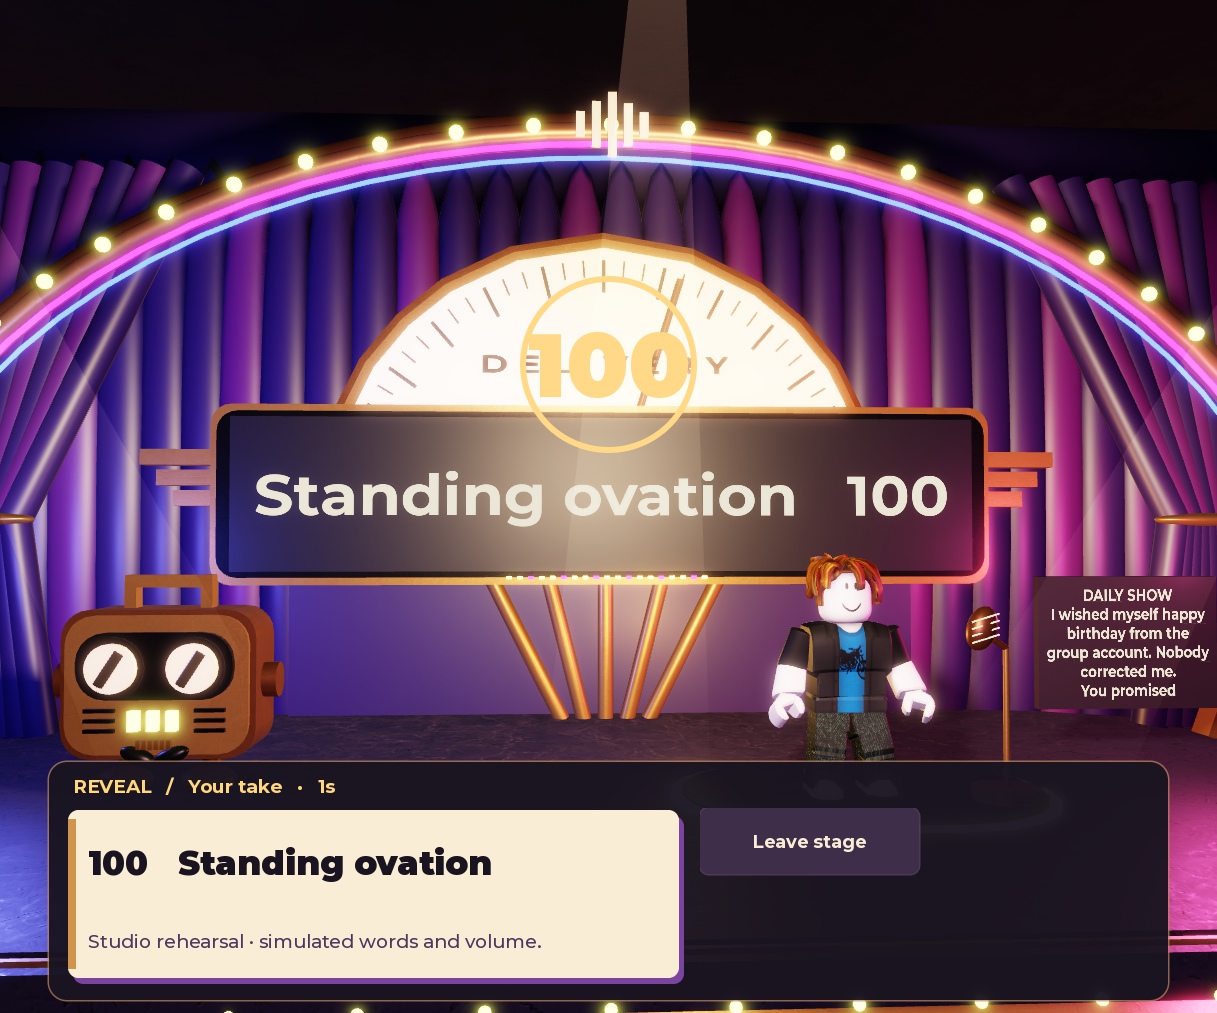 100
Standing ovation 100
DAILY SHOW
I wished myself happy
birthday from the
group account. Nobody
corrected me.
You promised
REVEAL / Your take · 1s
100 Standing ovation
Leave stage
Studio rehearsal · simulated words and volume.